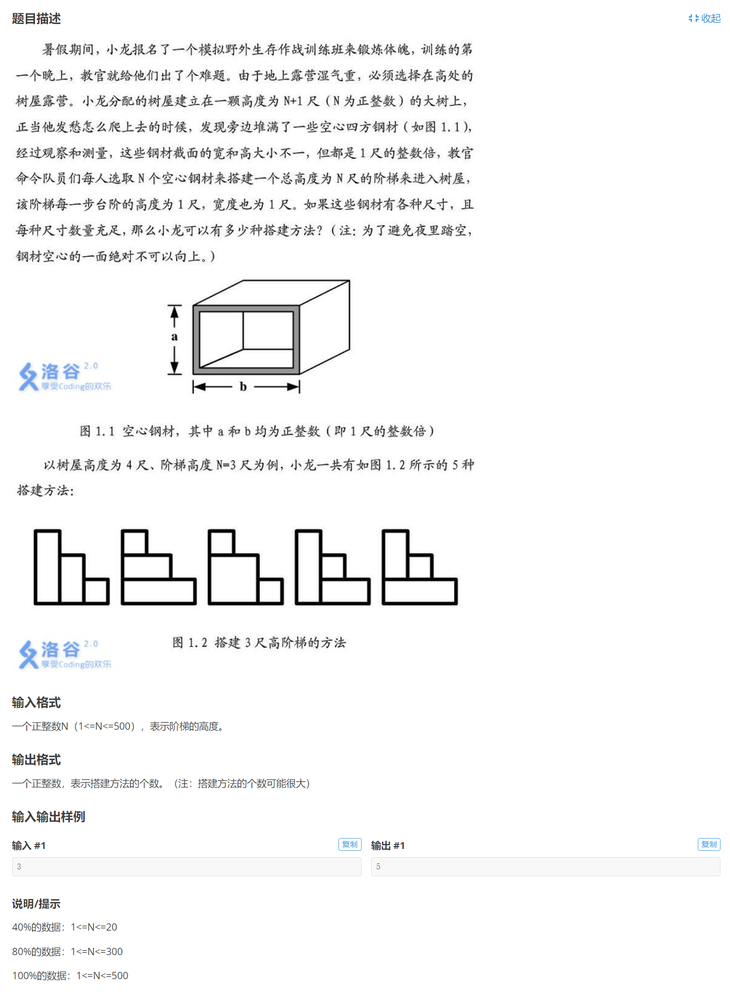 题目描述
收起
暑假期间，小龙报名了一个模拟野外生存作战训练班来锻炼体魄，训练的第
一个晚上，教官就给他们出了个难题。由于地上露营湿气重，必须选择在高处的
树屋露营。小龙分配的树屋建立在一颗高度为 N+1 尺（N 为正整数）的大树上，
正当他发愁怎么爬上去的时候，发现旁边堆满了一些空心四方钢材（如图 1.1），
经过观察和测量，这些钢材截面的宽和高大小不一，但都是 1 尺的整数倍，教官
命令队员们每人选取 N 个空心钢材来搭建一个总高度为 N 尺的阶梯来进入树屋，
该阶梯每一步台阶的高度为 1 尺，宽度也为 1 尺。如果这些钢材有各种尺寸，且
每种尺寸数量充足，那么小龙可以有多少种搭建方法？（注：为了避免夜里踏空，
钢材空心的一面绝对不可以向上。）
a
b
洛谷 2.0
享受Coding的欢乐
图 1.1 空心钢材，其中 a 和 b 均为正整数（即 1 尺的整数倍）
以树屋高度为 4 尺、阶梯高度 N=3 尺为例，小龙一共有如图 1.2 所示的 5 种
搭建方法：
图 1.2 搭建 3 尺高阶梯的方法
洛谷 2.0
享受Coding的欢乐
输入格式
一个正整数N（1<=N<=500），表示阶梯的高度。
输出格式
一个正整数，表示搭建方法的个数。（注：搭建方法的个数可能很大）
输入输出样例
输入 #1
复制
输出 #1
复制
3
5
说明/提示
40%的数据：1<=N<=20
80%的数据：1<=N<=300
100%的数据：1<=N<=500